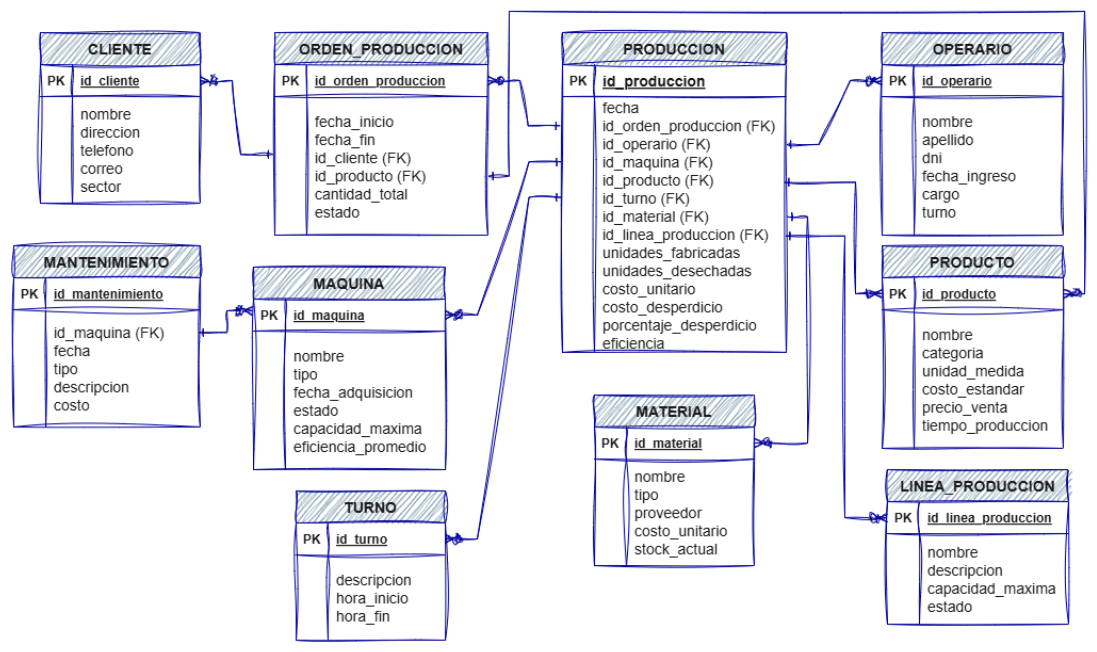 CLIENTE
PK id_cliente
nombre
direccion
telefono
correo
sector
ORDEN_PRODUCCION
PK id_orden_produccion
fecha_inicio
fecha_fin
id_cliente (FK)
id_producto (FK)
cantidad_total
estado
PRODUCCION
PK id_produccion
fecha
id_orden_produccion (FK)
id_operario (FK)
id_maquina (FK)
id_producto (FK)
id_turno (FK)
id_material (FK)
id_linea_produccion (FK)
unidades_fabricadas
unidades_desechadas
costo_unitario
costo_desperdicio
porcentaje_desperdicio
eficiencia
OPERARIO
PK id_operario
nombre
apellido
dni
fecha_ingreso
cargo
turno
MANTENIMIENTO
PK id_mantenimiento
id_maquina (FK)
fecha
tipo
descripcion
costo
MAQUINA
PK id_maquina
nombre
tipo
fecha_adquisicion
estado
capacidad_maxima
eficiencia_promedio
PRODUCTO
PK id_producto
nombre
categoria
unidad_medida
costo_estandar
precio_venta
tiempo_produccion
MATERIAL
PK id_material
nombre
tipo
proveedor
costo_unitario
stock_actual
TURNO
PK id_turno
descripcion
hora_inicio
hora_fin
LINEA_PRODUCCION
PK id_linea_produccion
nombre
descripcion
capacidad_maxima
estado